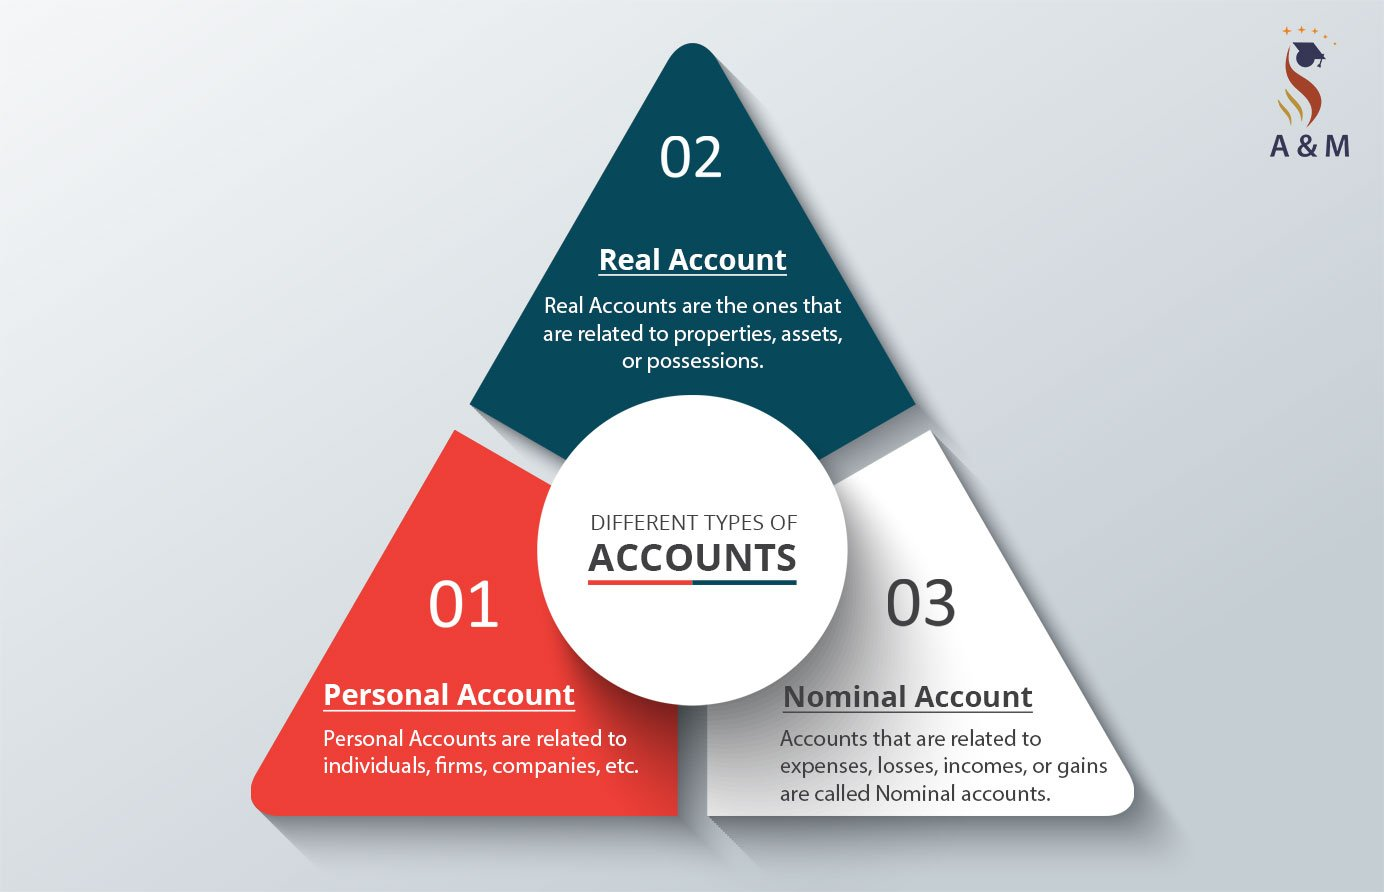 A & M
02
Real Account
Real Accounts are the ones that
are related to properties, assets,
or possessions.
DIFFERENT TYPES OF
ACCOUNTS
01
Personal Account
Personal Accounts are related to
individuals, firms, companies, etc.
03
Nominal Account
Accounts that are related to
expenses, losses, incomes, or gains
are called Nominal accounts.